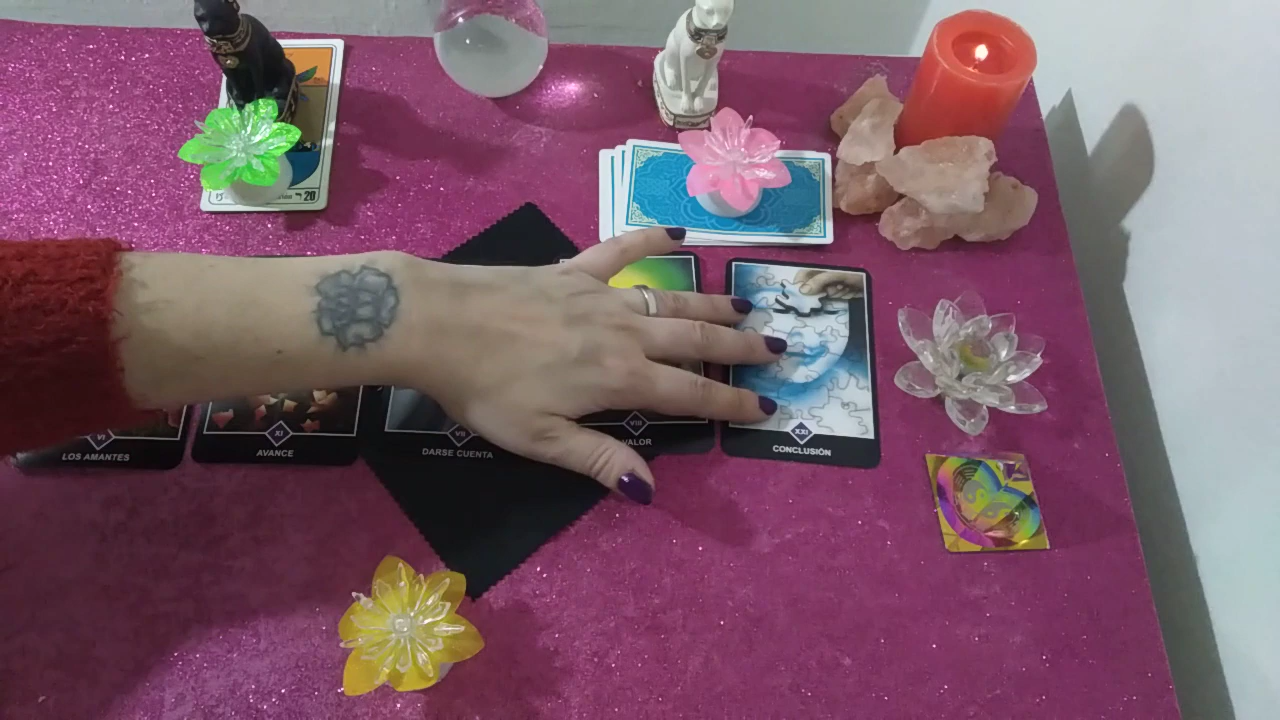 20
VI
LOS AMANTES
XI
AVANCE
VII
DARSE CUENTA
VIII
VALOR
XXI
CONCLUSIÓN